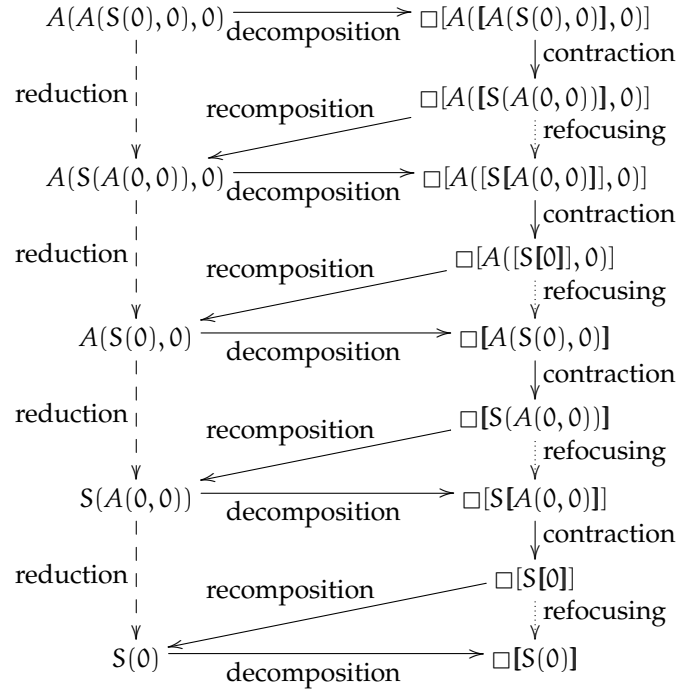 A(A(S(0),0),0) decomposition □[A([A(S(0),0)],0)]
reduction contraction
recomposition □[A([S(A(0,0))],0)]
refocusing
A(S(A(0,0)),0) decomposition □[A([S[A(0,0)]],0)]
reduction contraction
recomposition □[A([S[0]],0)]
refocusing
A(S(0),0) decomposition □[A(S(0),0)]
reduction contraction
recomposition □[S(A(0,0))]
refocusing
S(A(0,0)) decomposition □[S[A(0,0)]]
reduction contraction
recomposition □[S[0]]
refocusing
S(0) decomposition □[S(0)]